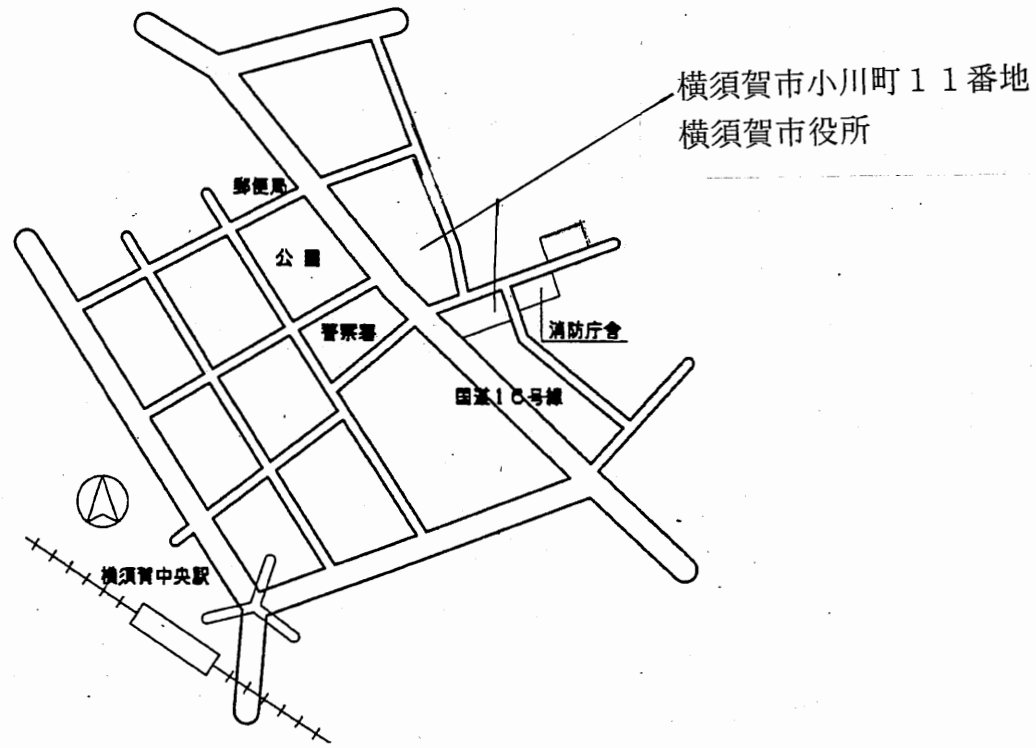 横須賀市小川町１１番地
横須賀市役所
郵便局
公園
警察署
消防庁舎
国道１６号線
横須賀中央駅